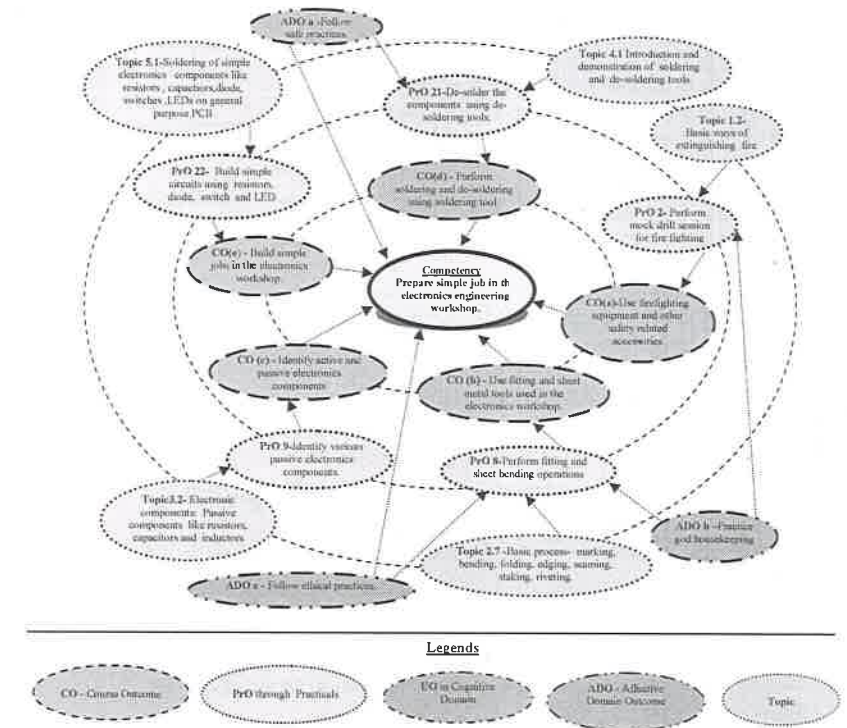 ADO a -Follow
safe practices
Topic 5.1-Soldering of simple
electronics components like
resistors , capacitors,diode,
switches ,LEDs on general
purpose PCB
Topic 4.1 Introduction and
demonstration of soldering
and de-soldering tools
PrO 21-De-solder the
components using de-
soldering tools.
Topic 1.2-
Basic ways of
extinguishing fire
PrO 22- Build simple
circuits using resistors,
diode, switch and LED
CO(d) - Perform
soldering and de-soldering
using soldering tool
PrO 2- Perform
mock drill session
for fire fighting
CO(e) - Build simple
jobs in the electronics
workshop.
Competency
Prepare simple job in th
electronics engineering
workshop.
CO(a)-Use firefighting
equipment and other
safety related
accessories
CO (c) - Identify active and
passive electronics
components
CO (b) - Use fitting and sheet
metal tools used in the
electronics workshop.
PrO 9-Identify various
passive electronics
components.
PrO 8-Perform fitting and
sheet bending operations
Topic3.2- Electronic
components: Passive
components like resistors,
capacitors and inductors
ADO b -Practice
god housekeeping
Topic 2.7 -Basic process- marking,
bending, folding, edging, seaming,
staking, riveting
ADO c - Follow ethical practices.
Legends
CO - Course Outcome
PrO through Practicals
UO in Cognitive
Domain
ADO - Affective
Domain Outcome
Topic